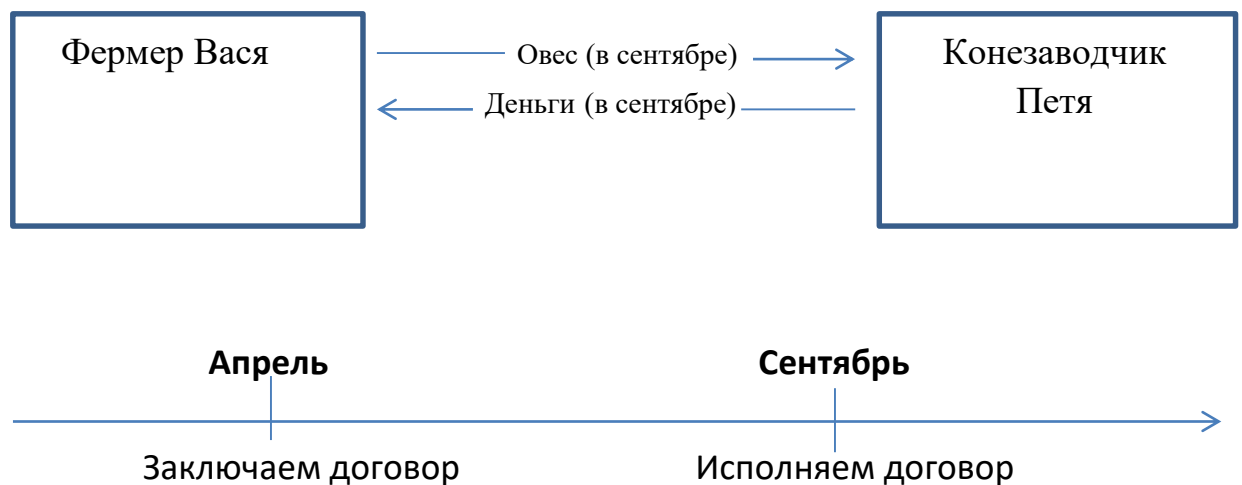 Фермер Вася
Овес (в сентябре)
Деньги (в сентябре)
Конезаводчик
Петя
Апрель
Сентябрь
Заключаем договор
Исполняем договор